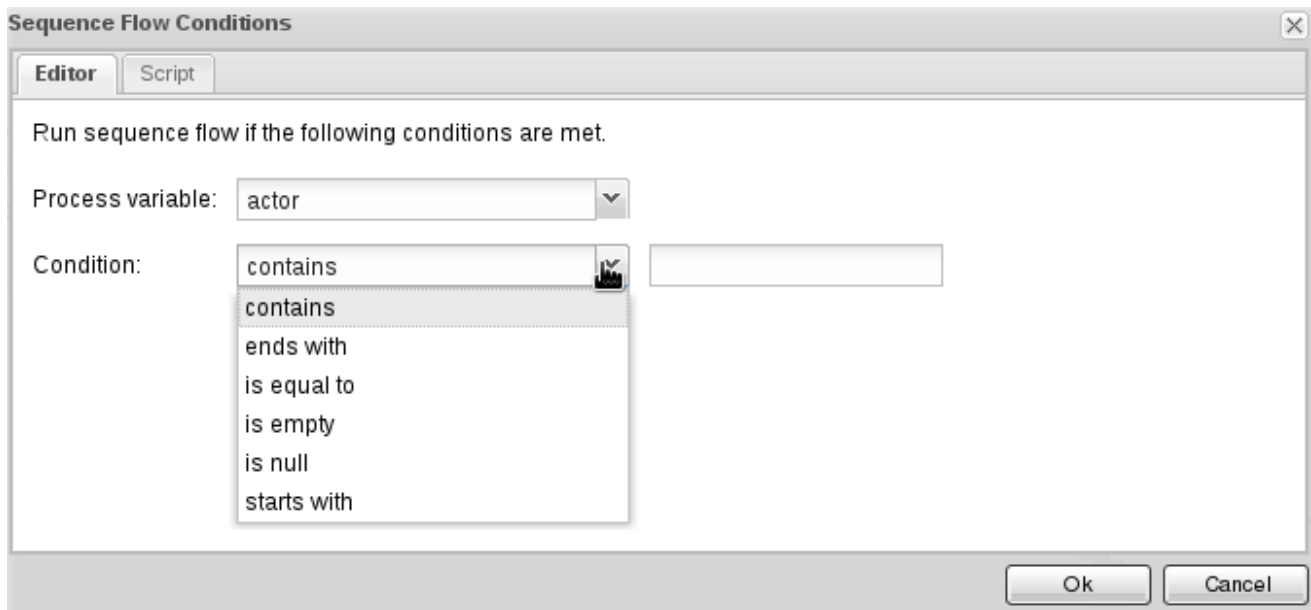 Sequence Flow Conditions
Editor Script
Run sequence flow if the following conditions are met.
Process variable: actor
Condition: contains
contains
ends with
is equal to
is empty
is null
starts with
Ok Cancel